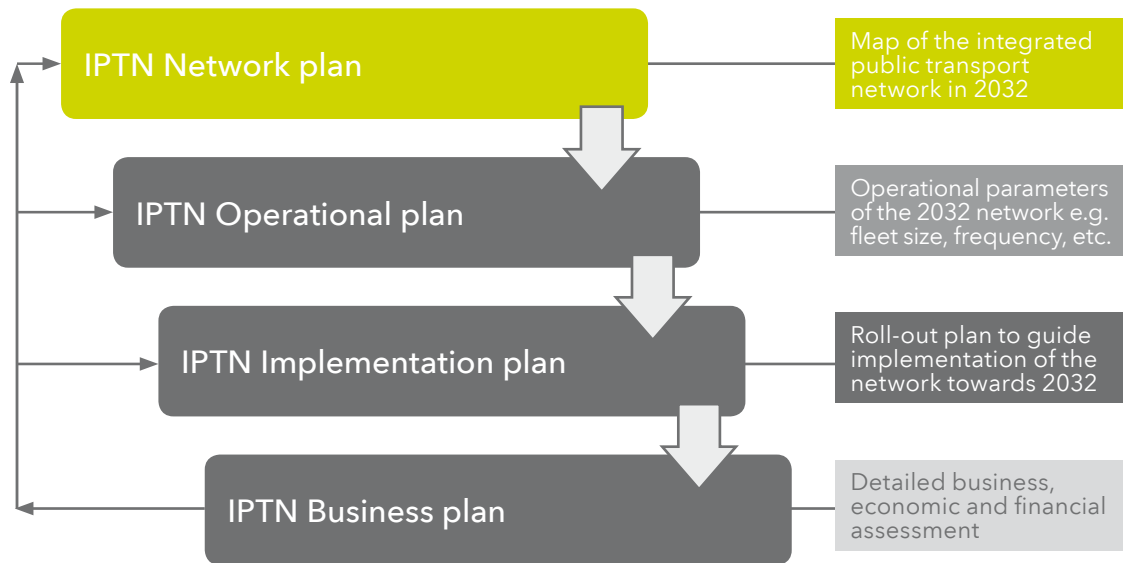 IPTN Network plan
Map of the integrated
public transport
network in 2032
IPTN Operational plan
Operational parameters
of the 2032 network e.g.
fleet size, frequency, etc.
IPTN Implementation plan
Roll-out plan to guide
implementation of the
network towards 2032
IPTN Business plan
Detailed business,
economic and financial
assessment